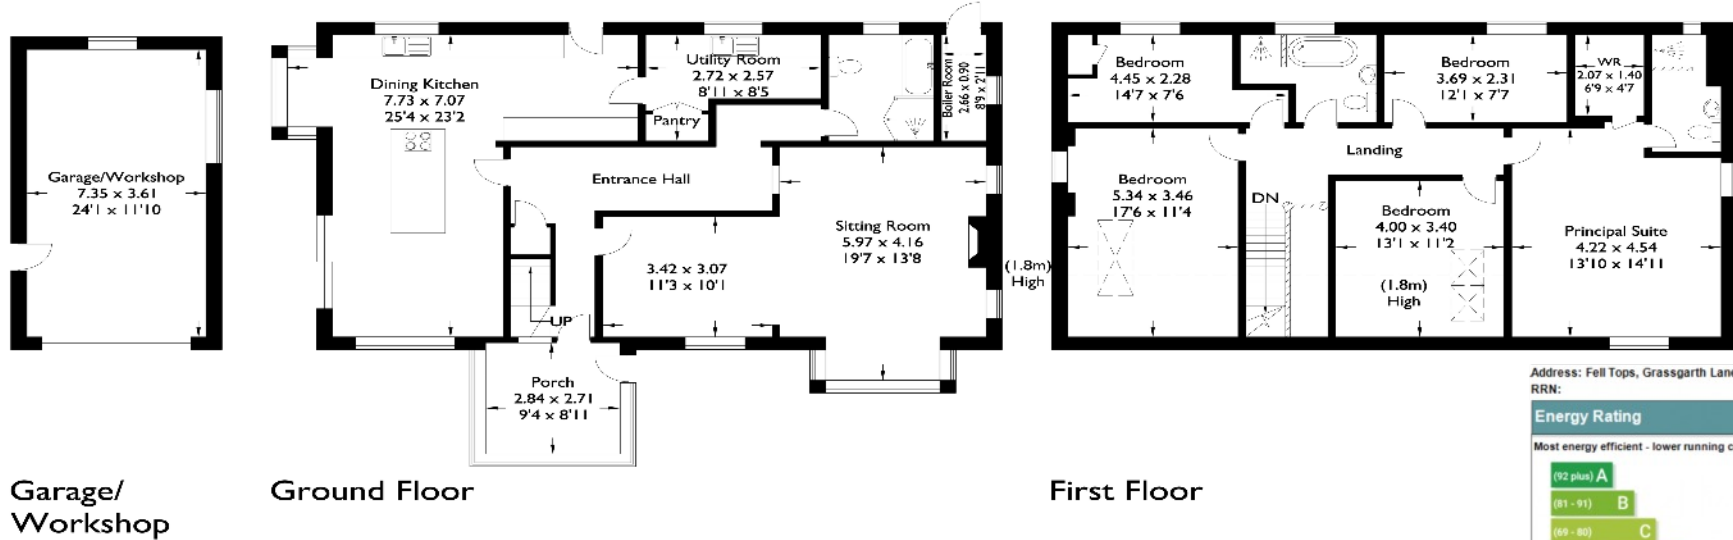 Garage/Workshop
7.35 x 3.61
24'1 x 11'10
Garage/
Workshop
Dining Kitchen
7.73 x 7.07
25'4 x 23'2
Utility Room
2.72 x 2.57
8'11 x 8'5
Pantry
Boiler Room
2.66 x 0.90
8'9 x 2'11
Entrance Hall
Sitting Room
5.97 x 4.16
19'7 x 13'8
3.42 x 3.07
11'3 x 10'1
UP
Porch
2.84 x 2.71
9'4 x 8'11
Ground Floor
Bedroom
4.45 x 2.28
14'7 x 7'6
Bedroom
3.69 x 2.31
12'1 x 7'7
WR
2.07 x 1.40
6'9 x 4'7
Landing
Bedroom
5.34 x 3.46
17'6 x 11'4
DN
Bedroom
4.00 x 3.40
13'1 x 11'2
(1.8m)
High
Principal Suite
4.22 x 4.54
13'10 x 14'11
(1.8m)
High
First Floor
Address: Fell Tops, Grassgarth Lane
RRN:
Energy Rating
Most energy efficient - lower running c
(92 plus) A
(81 - 91) B
(69 - 80) C